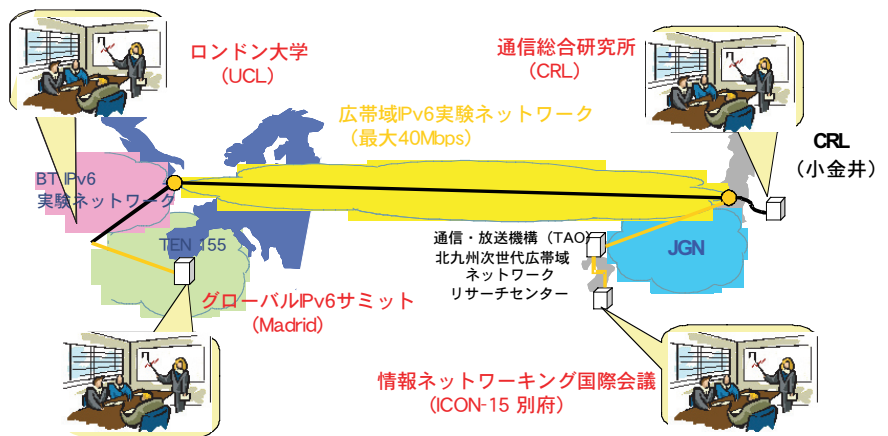 ロンドン大学
(UCL)
通信総合研究所
(CRL)
広帯域IPv6実験ネットワーク
(最大40Mbps)
CRL
(小金井)
BT IPv6
実験ネットワーク
TEN 155
通信・放送機構 (TAO)
北九州次世代広帯域
ネットワーク
リサーチセンター
JGN
グローバルIPv6サミット
(Madrid)
情報ネットワーキング国際会議
(ICON-15 別府)